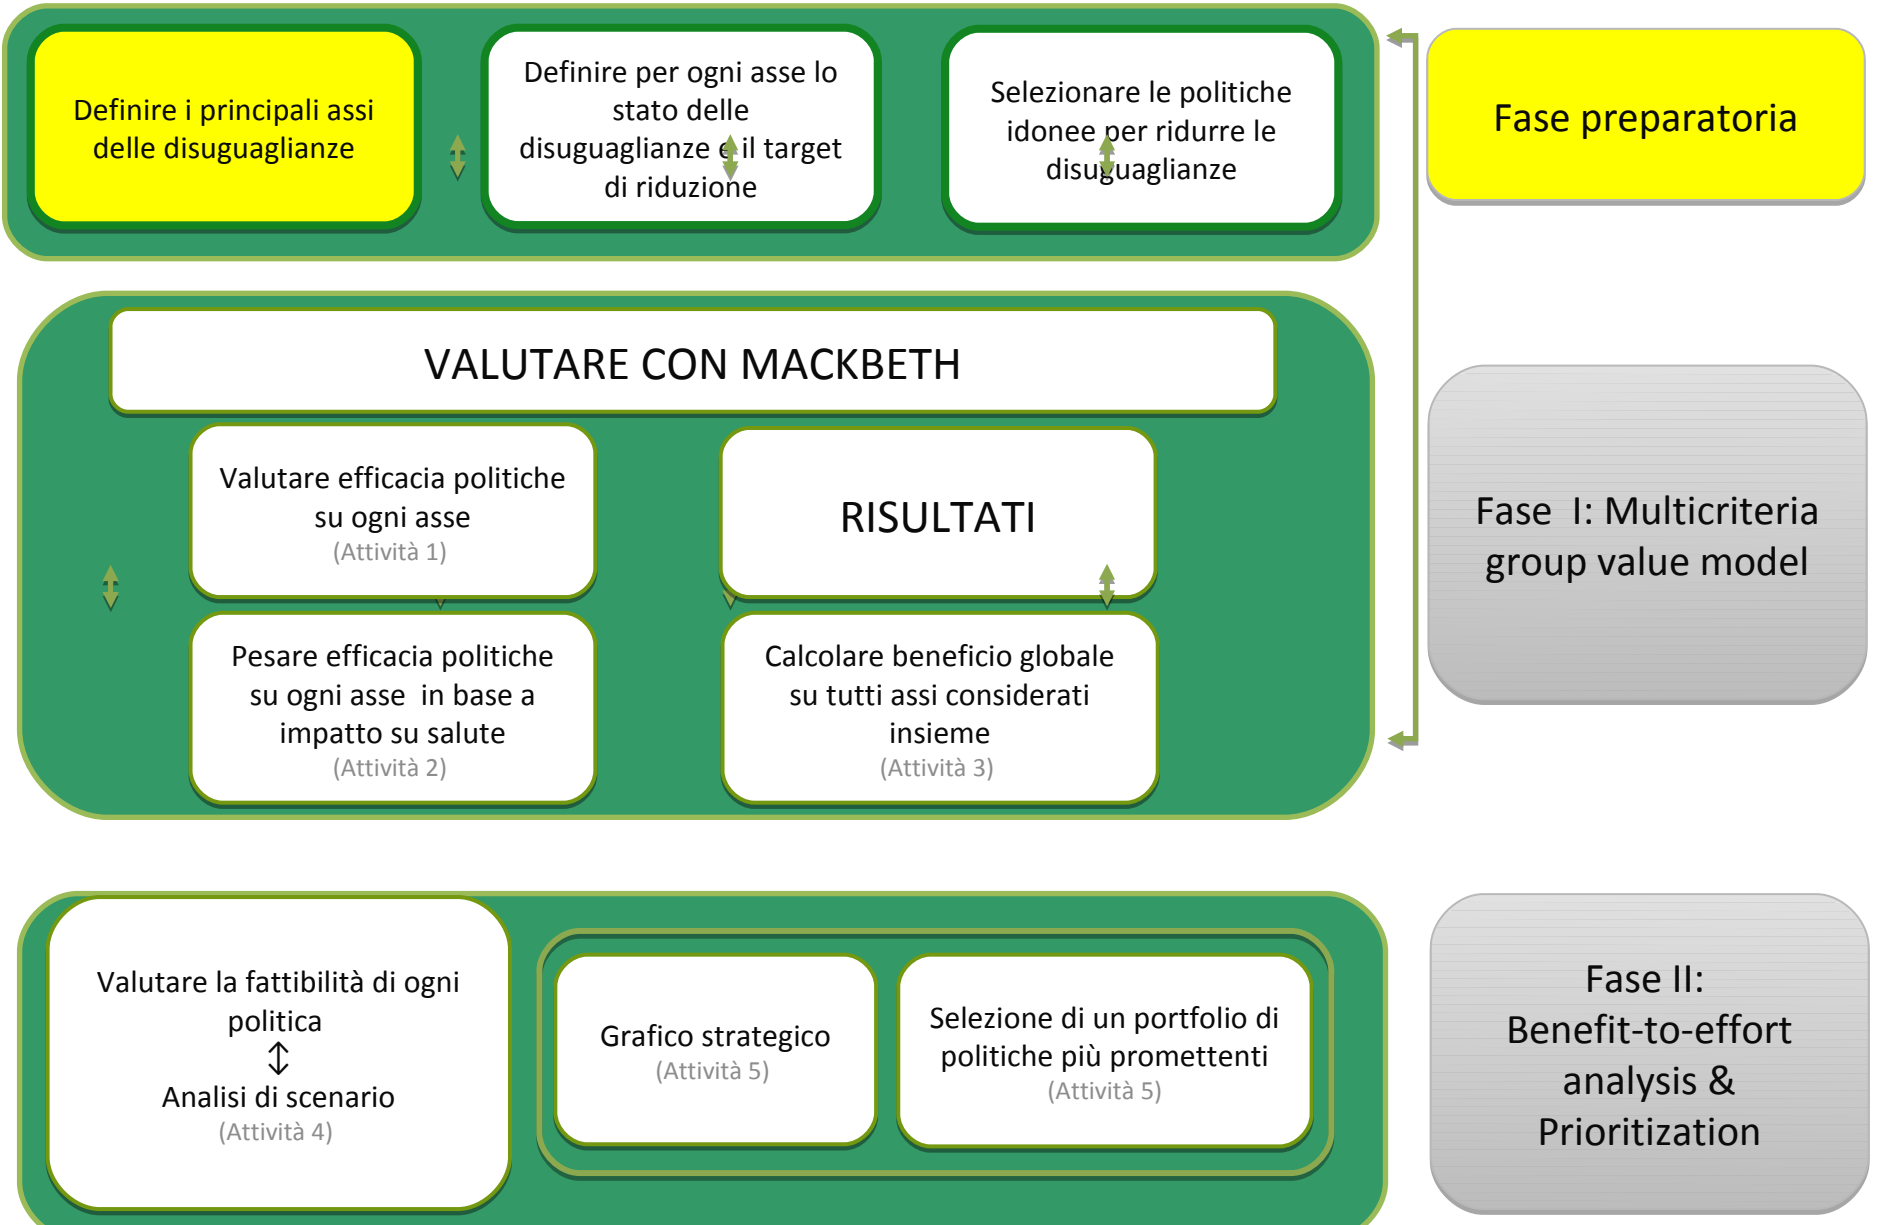 Definire i principali assi
delle disuguaglianze
Definire per ogni asse lo
stato delle
disuguaglianze e il target
di riduzione
Selezionare le politiche
idonee per ridurre le
disuguaglianze
Fase preparatoria
VALUTARE CON MACKBETH
Valutare efficacia politiche
su ogni asse
(Attività 1)
RISULTATI
Pesare efficacia politiche
su ogni asse in base a
impatto su salute
(Attività 2)
Calcolare beneficio globale
su tutti assi considerati
insieme
(Attività 3)
Fase I: Multicriteria
group value model
Valutare la fattibilità di ogni
politica
↕
Analisi di scenario
(Attività 4)
Grafico strategico
(Attività 5)
Selezione di un portfolio di
politiche più promettenti
(Attività 5)
Fase II:
Benefit-to-effort
analysis &
Prioritization